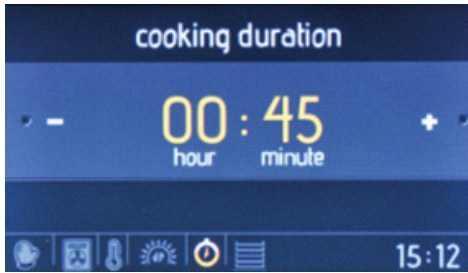 cooking duration
- 00 : 45 +
hour minute
15:12